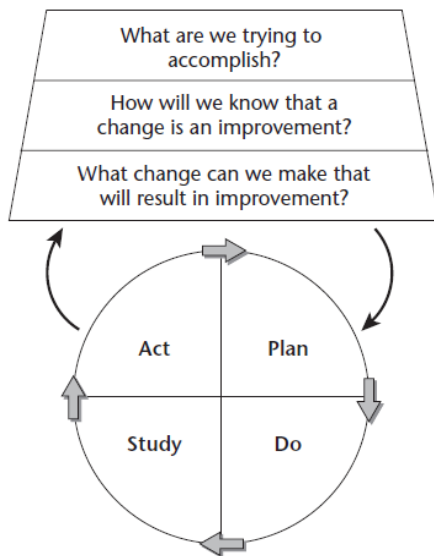 What are we trying to
accomplish?
How will we know that a
change is an improvement?
What change can we make that
will result in improvement?
Act
Plan
Study
Do